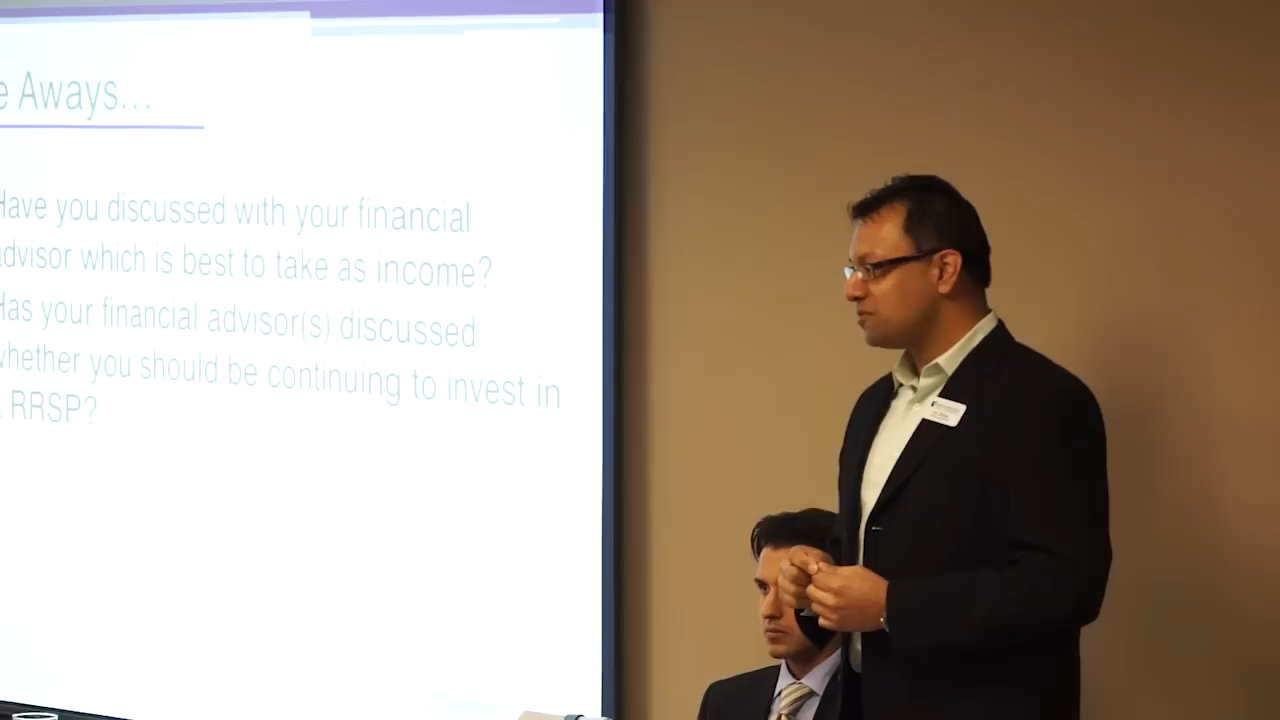 e Aways...
Have you discussed with your financial
advisor which is best to take as income?
Has your financial advisor(s) discussed
whether you should be continuing to invest in
RRSP?